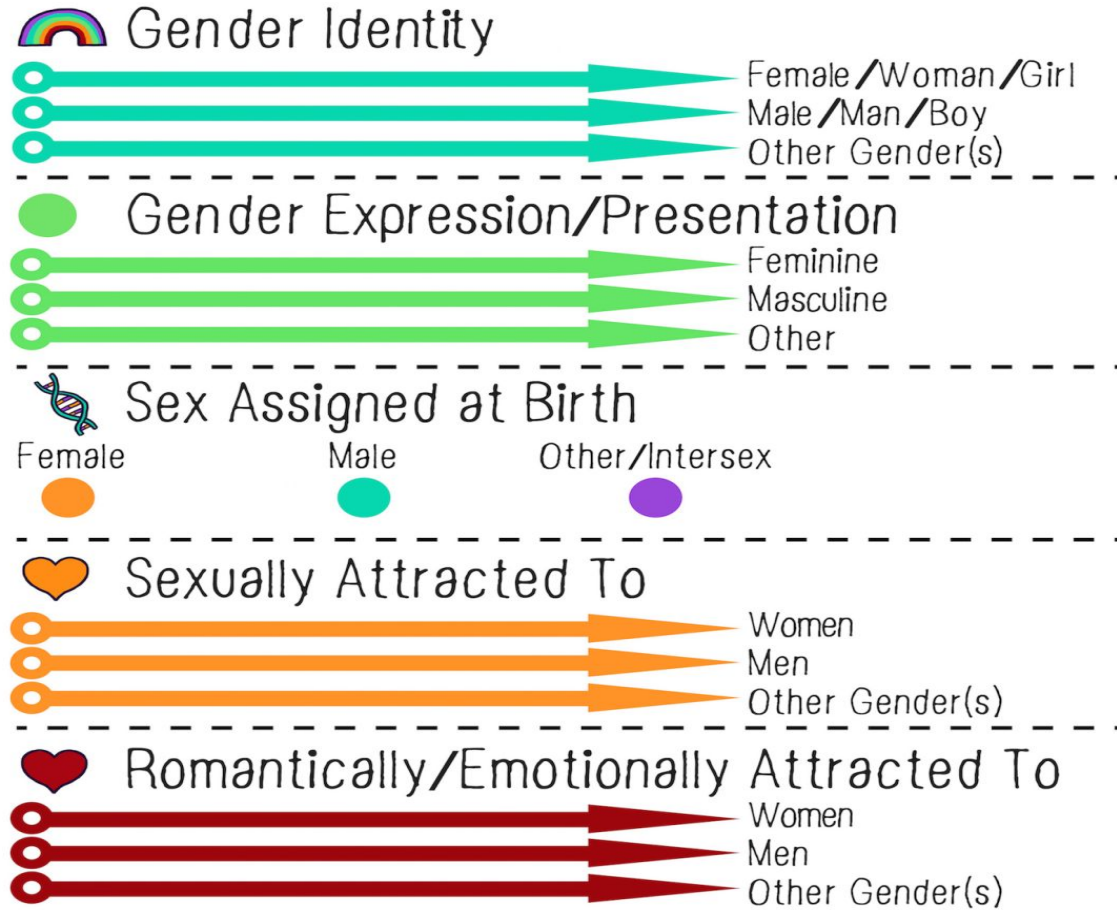 Gender Identity
Female/Woman/Girl
Male/Man/Boy
Other Gender(s)
Gender Expression/Presentation
Feminine
Masculine
Other
Sex Assigned at Birth
Female Male Other/Intersex
Sexually Attracted To
Women
Men
Other Gender(s)
Romantically/Emotionally Attracted To
Women
Men
Other Gender(s)